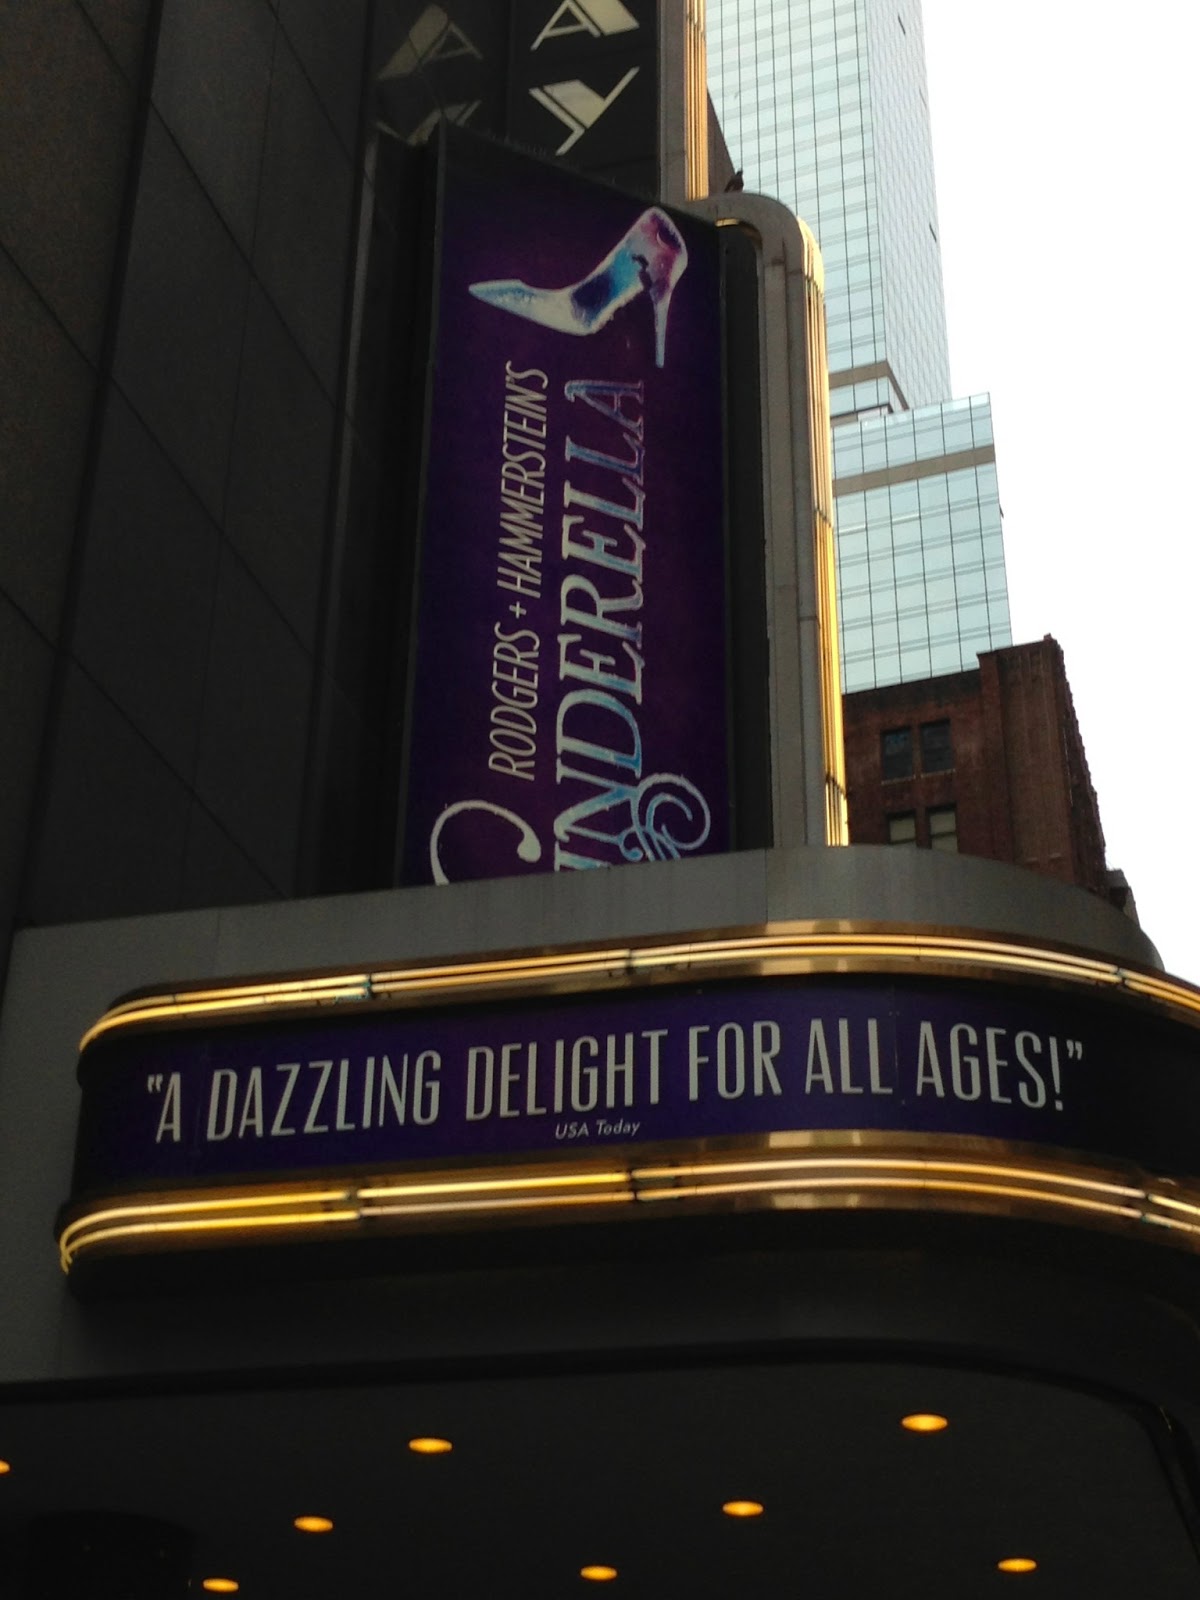 RODGERS + HAMMERSTEIN'S
CINDERELLA
"A DAZZLING DELIGHT FOR ALL AGES!"
USA Today